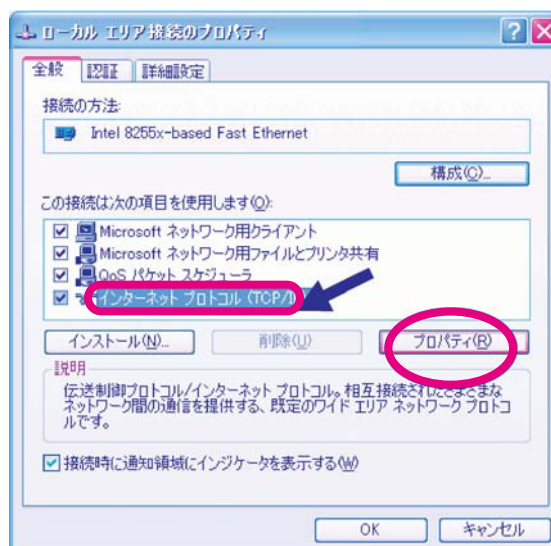 ローカル エリア接続のプロパティ
全般 認証 詳細設定
接続の方法:
Intel 8255x-based Fast Ethernet
構成(C)...
この接続は次の項目を使用します(O):
Microsoft ネットワーク用クライアント
Microsoft ネットワーク用ファイルとプリンタ共有
QoS パケット スケジューラ
インターネット プロトコル (TCP/I
インストール(N)... 削除(U) プロパティ(R)
説明
伝送制御プロトコル/インターネット プロトコル。相互接続されたさまざまな
ネットワーク間の通信を提供する、既定のワイド エリア ネットワーク プロトコ
ルです。
接続時に通知領域にインジケータを表示する(W)
OK キャンセル